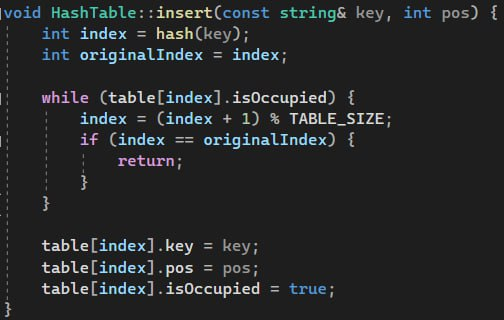 void HashTable::insert(const string& key, int pos) {
    int index = hash(key);
    int originalIndex = index;

    while (table[index].isOccupied) {
        index = (index + 1) % TABLE_SIZE;
        if (index == originalIndex) {
            return;
        }
    }

    table[index].key = key;
    table[index].pos = pos;
    table[index].isOccupied = true;
}